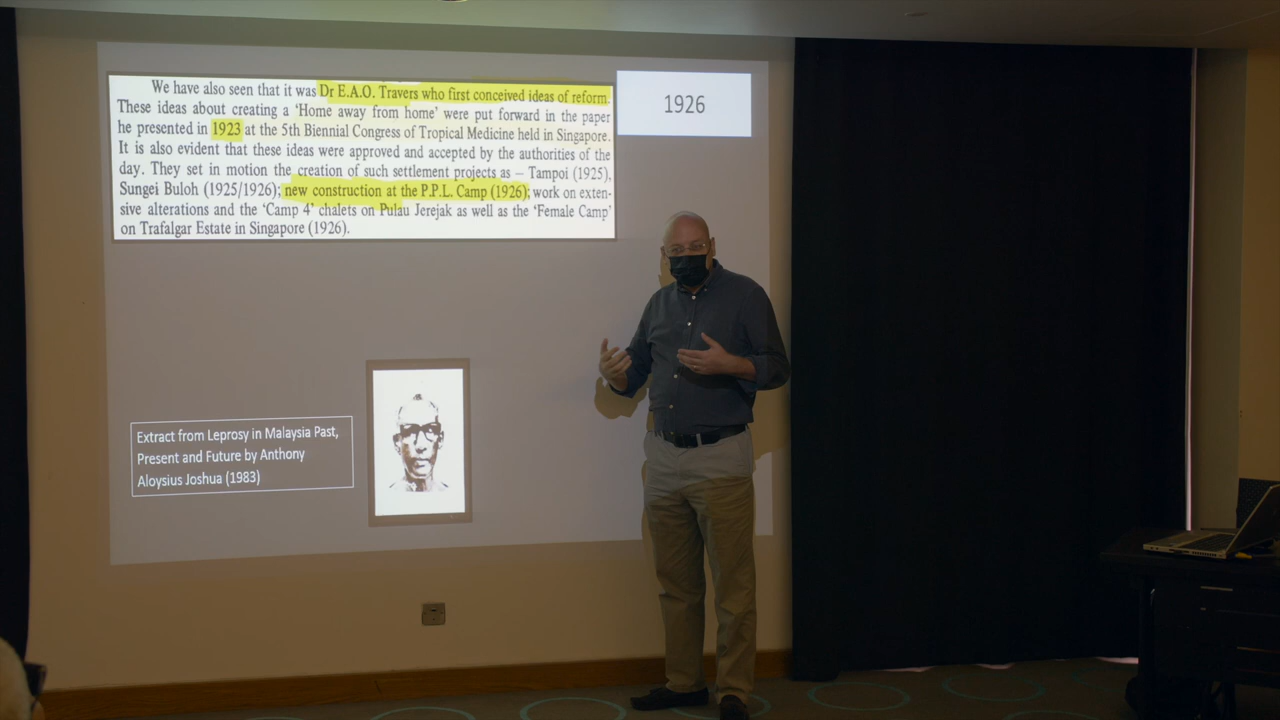 We have also seen that it was Dr E.A.O. Travers who first conceived ideas of reform.
These ideas about creating a ‘Home away from home’ were put forward in the paper
he presented in 1923 at the 5th Biennial Congress of Tropical Medicine held in Singapore.
It is also evident that these ideas were approved and accepted by the authorities of the
day. They set in motion the creation of such settlement projects as – Tampoi (1925),
Sungei Buloh (1925/1926); new construction at the P.P.L. Camp (1926); work on exten-
sive alterations and the ‘Camp 4’ chalets on Pulau Jerejak as well as the ‘Female Camp’
on Trafalgar Estate in Singapore (1926).
1926
Extract from Leprosy in Malaysia Past,
Present and Future by Anthony
Aloysius Joshua (1983)